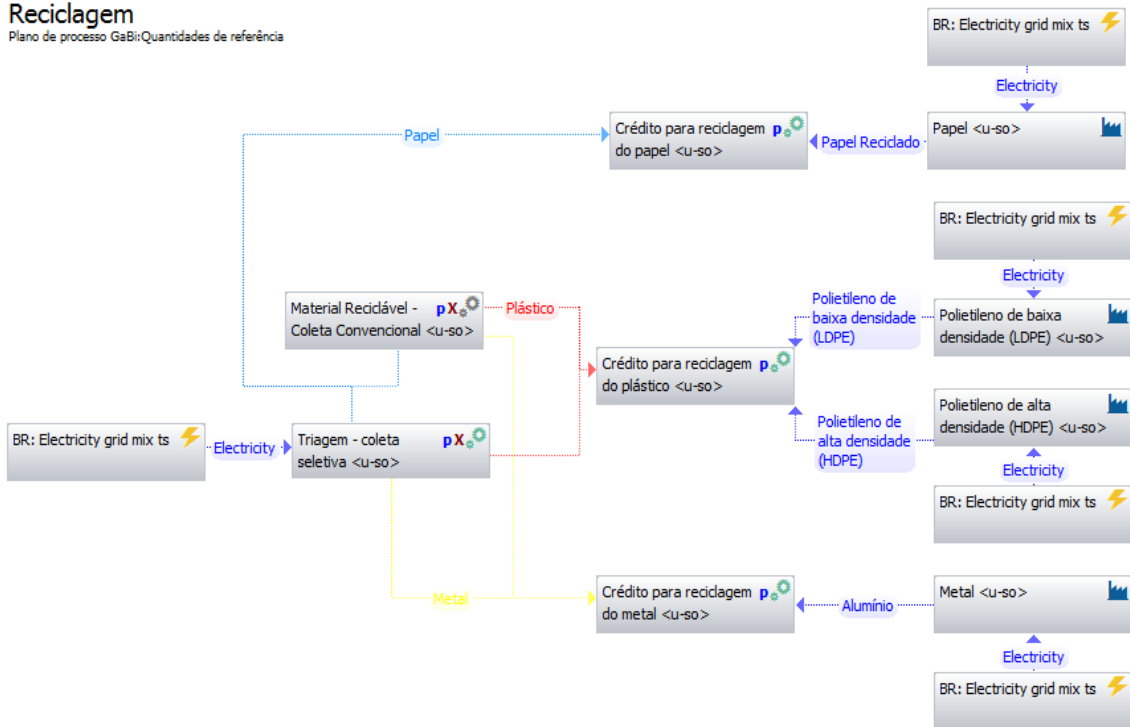 Reciclagem
Plano de processo GaBi:Quantidades de referência
BR: Electricity grid mix ts
Electricity
Papel
Crédito para reciclagem p
do papel <u-so>
Papel Reciclado
Papel <u-so>
BR: Electricity grid mix ts
Electricity
Material Reciclável - pX
Coleta Convencional <u-so>
Plástico
Polietileno de
baixa densidade
(LDPE)
Polietileno de baixa
densidade (LDPE) <u-so>
Crédito para reciclagem p
do plástico <u-so>
Polietileno de
alta densidade
(HDPE)
Polietileno de alta
densidade (HDPE) <u-so>
BR: Electricity grid mix ts
Electricity
Triagem - coleta pX
seletiva <u-so>
Electricity
BR: Electricity grid mix ts
Metal
Crédito para reciclagem p
do metal <u-so>
Alumínio
Metal <u-so>
Electricity
BR: Electricity grid mix ts